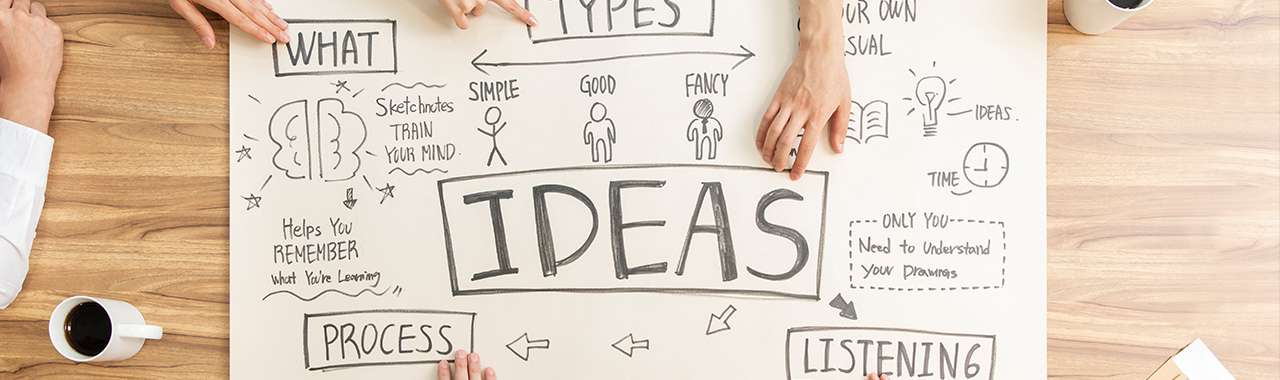 TYPES
WHAT
OUR OWN
SUAL
SIMPLE
GOOD
FANCY
Sketchnotes
TRAIN
YOUR MIND.
IDEAS.
TIME
IDEAS
Helps You
REMEMBER
What You're Learning
ONLY YOU
Need to Understand
Your Drawings
PROCESS
LISTENING